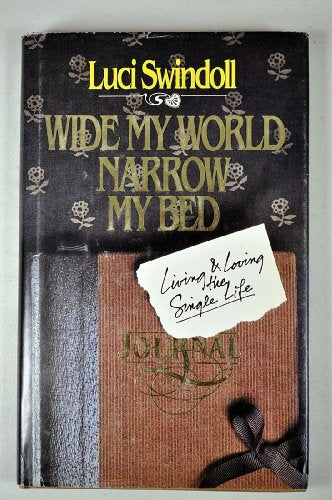 Luci Swindoll
WIDE MY WORLD
NARROW
MY BED
Living & Loving
the
Single Life
JOURNAL